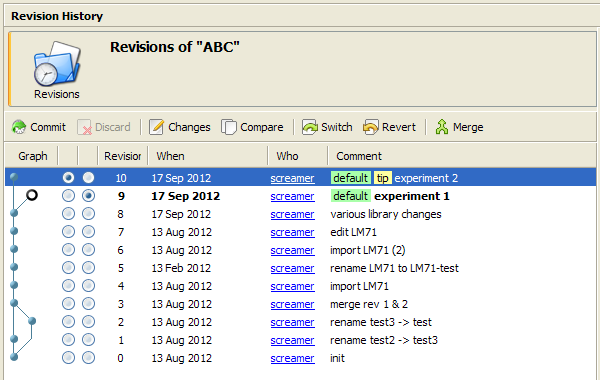 Revision History
Revisions of "ABC"
Revisions
Commit Discard Changes Compare Switch Revert Merge
Graph Revisior When Who Comment
10 17 Sep 2012 screamer default tip experiment 2
9 17 Sep 2012 screamer default experiment 1
8 17 Sep 2012 screamer various library changes
7 13 Aug 2012 screamer edit LM71
6 13 Aug 2012 screamer import LM71 (2)
5 13 Feb 2012 screamer rename LM71 to LM71-test
4 13 Aug 2012 screamer import LM71
3 13 Aug 2012 screamer merge rev 1 & 2
2 13 Aug 2012 screamer rename test3 -> test
1 13 Aug 2012 screamer rename test2 -> test3
0 13 Aug 2012 screamer init